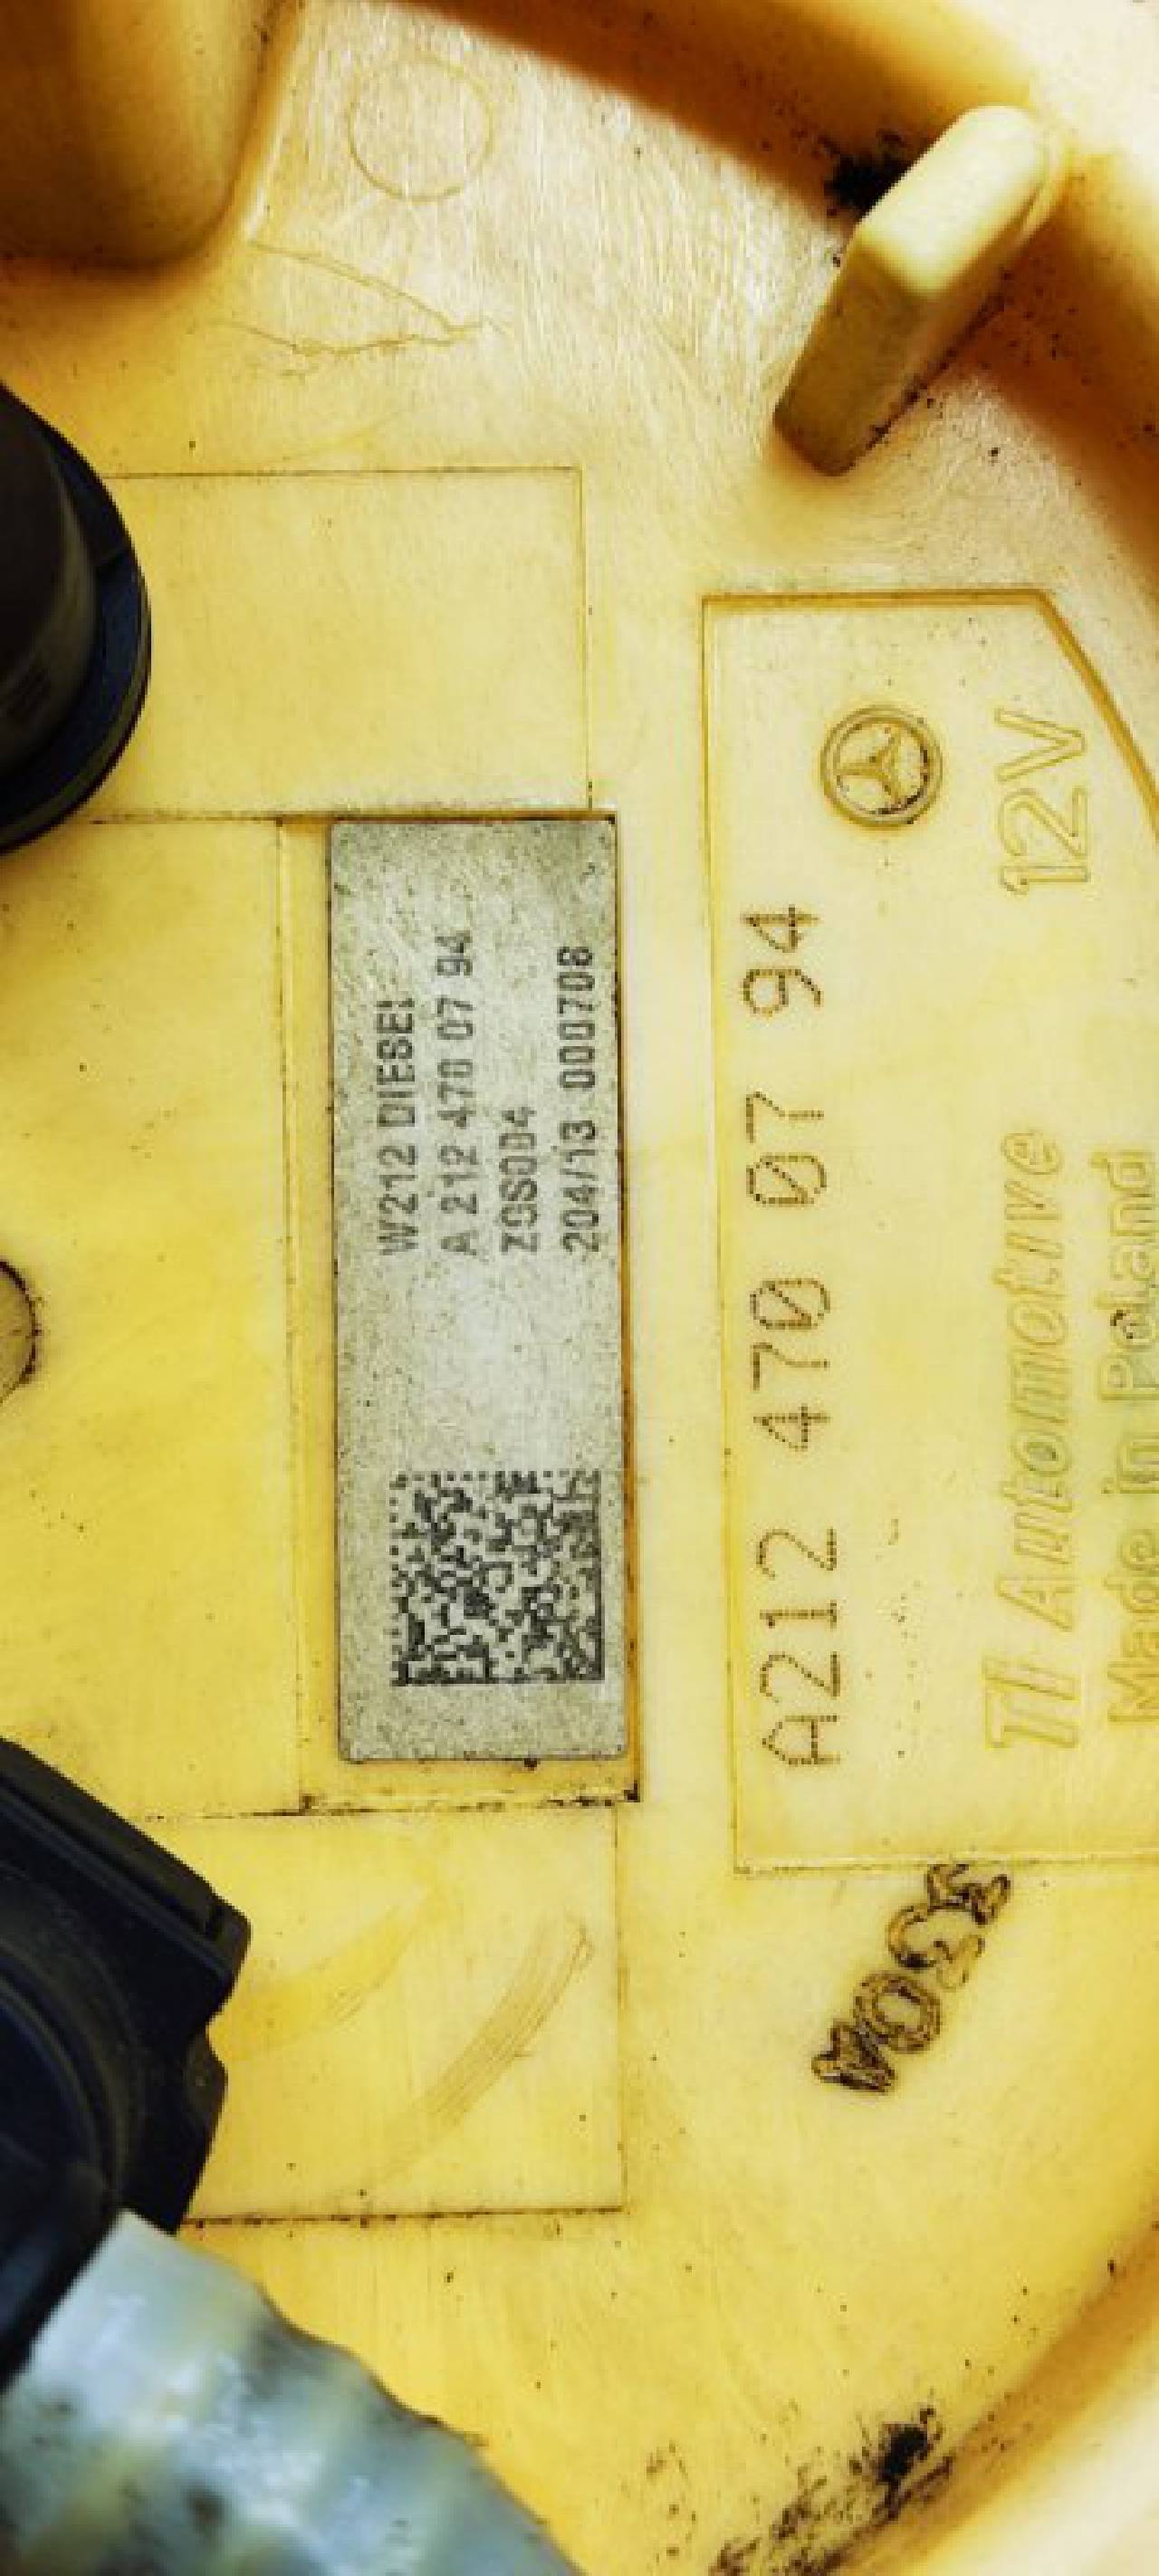 W212 DIESEL
A 212 470 07 94
ZGS004
204/13 000708
A212 470 07 94
12V
TI Automotive
Made in Poland